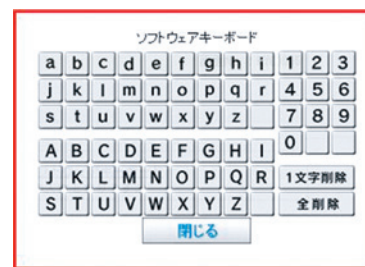 ソフトウェアキーボード
a b c d e f g h i 1 2 3
j k l m n o p q r 4 5 6
s t u v w x y z 7 8 9
0
A B C D E F G H I
J K L M N O P Q R 1文字削除
S T U V W X Y Z 全削除
閉じる